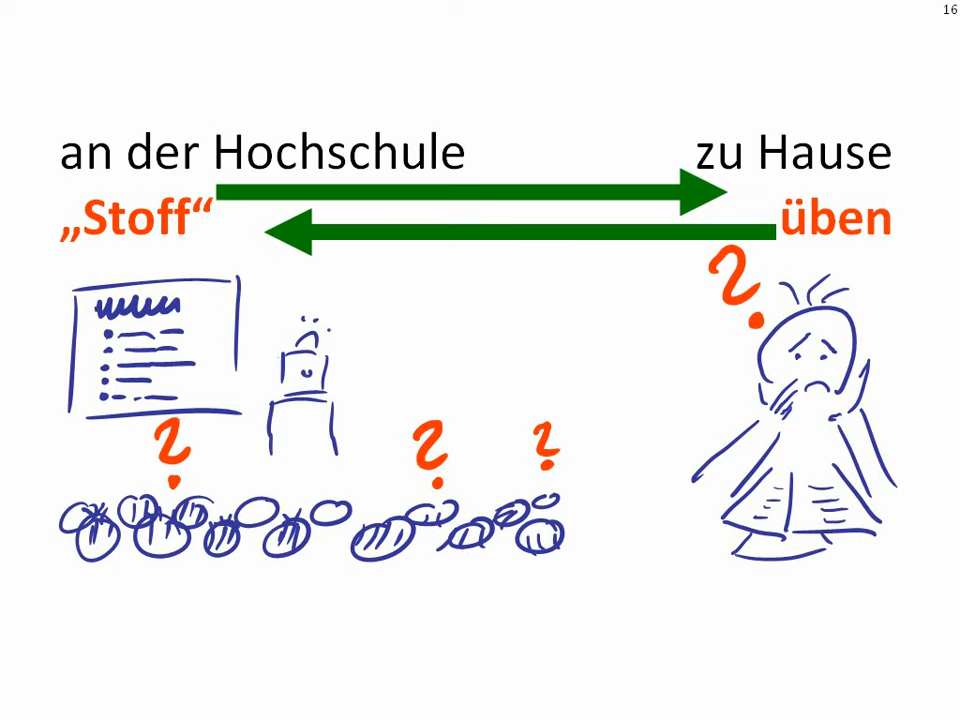 16
an der Hochschule
zu Hause
„Stoff“
üben
?
?
?
?